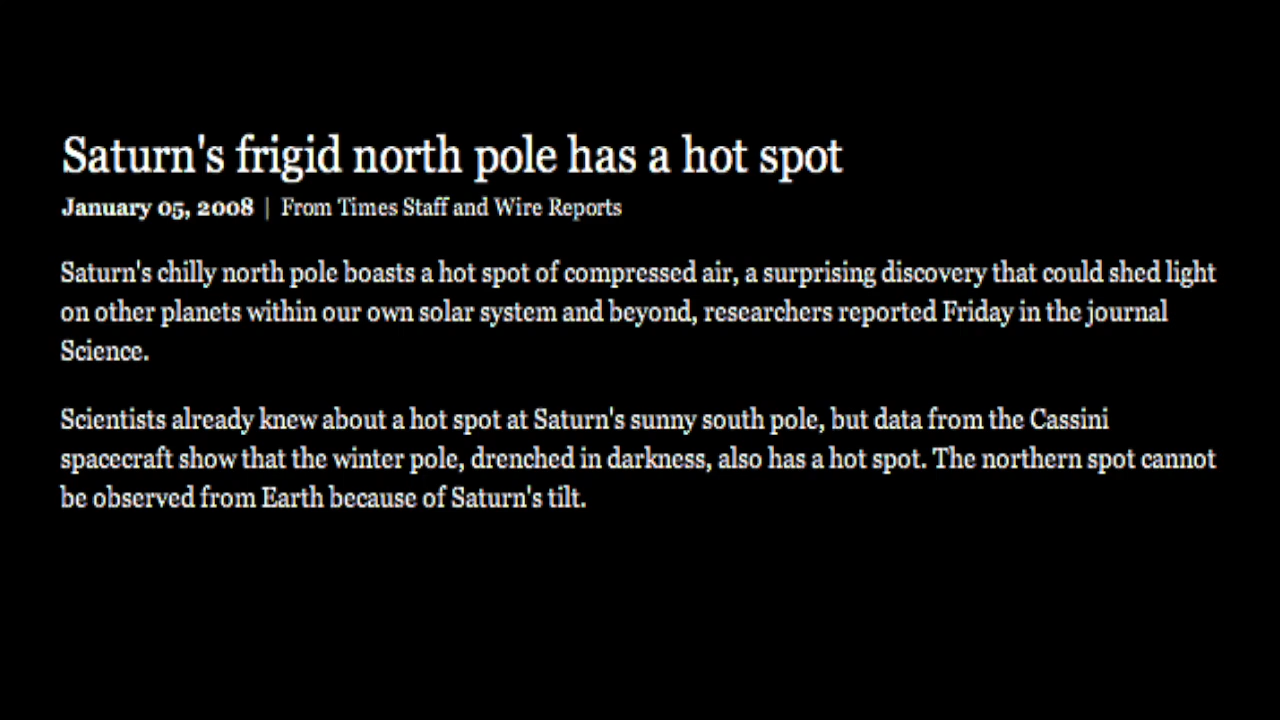 Saturn's frigid north pole has a hot spot
January 05, 2008 | From Times Staff and Wire Reports
Saturn's chilly north pole boasts a hot spot of compressed air, a surprising discovery that could shed light
on other planets within our own solar system and beyond, researchers reported Friday in the journal
Science.
Scientists already knew about a hot spot at Saturn's sunny south pole, but data from the Cassini
spacecraft show that the winter pole, drenched in darkness, also has a hot spot. The northern spot cannot
be observed from Earth because of Saturn's tilt.